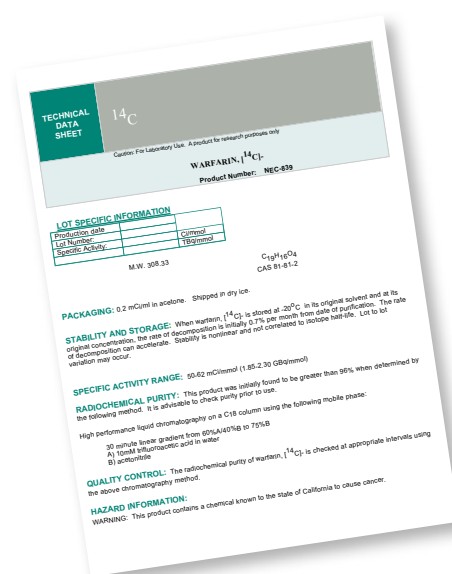 TECHNICAL
DATA
SHEET
14C
Caution: For Laboratory Use. A product for research purposes only
WARFARIN, [14C]-
Product Number: NEC-839
LOT SPECIFIC INFORMATION
Production date
Lot Number:
Specific Activity: Ci/mmol
TBq/mmol
M.W. 308.33
C19H16O4
CAS 81-81-2
PACKAGING: 0.2 mCi/ml in acetone. Shipped in dry ice.
STABILITY AND STORAGE: When warfarin, [14C]- is stored at -20°C in its original solvent and at its
original concentration, the rate of decomposition is initially 0.7% per month from date of purification. The rate
of decomposition can accelerate. Stability is nonlinear and not correlated to isotope half-life. Lot to lot
variation may occur.
SPECIFIC ACTIVITY RANGE: 50-62 mCi/mmol (1.85-2.30 GBq/mmol)
RADIOCHEMICAL PURITY: This product was initially found to be greater than 96% when determined by
the following method. It is advisable to check purity prior to use.
High performance liquid chromatography on a C18 column using the following mobile phase:
30 minute linear gradient from 60%A/40%B to 75%B
A) 10mM trifluoroacetic acid in water
B) acetonitrile
QUALITY CONTROL: The radiochemical purity of warfarin, [14C]- is checked at appropriate intervals using
the above chromatography method.
HAZARD INFORMATION:
WARNING: This product contains a chemical known to the state of California to cause cancer.